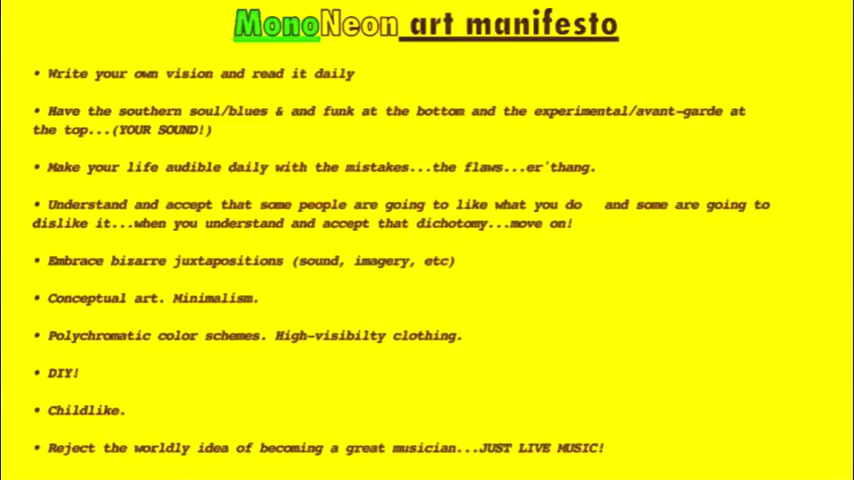 MonoNeon art manifesto
• Write your own vision and read it daily
• Have the southern soul/blues & and funk at the bottom and the experimental/avant-garde at
the top...(YOUR SOUND!)
• Make your life audible daily with the mistakes...the flaws...er'thang.
• Understand and accept that some people are going to like what you do   and some are going to
dislike it...when you understand and accept that dichotomy...move on!
• Embrace bizarre juxtapositions (sound, imagery, etc)
• Conceptual art. Minimalism.
• Polychromatic color schemes. High-visibilty clothing.
• DIY!
• Childlike.
• Reject the worldly idea of becoming a great musician...JUST LIVE MUSIC!